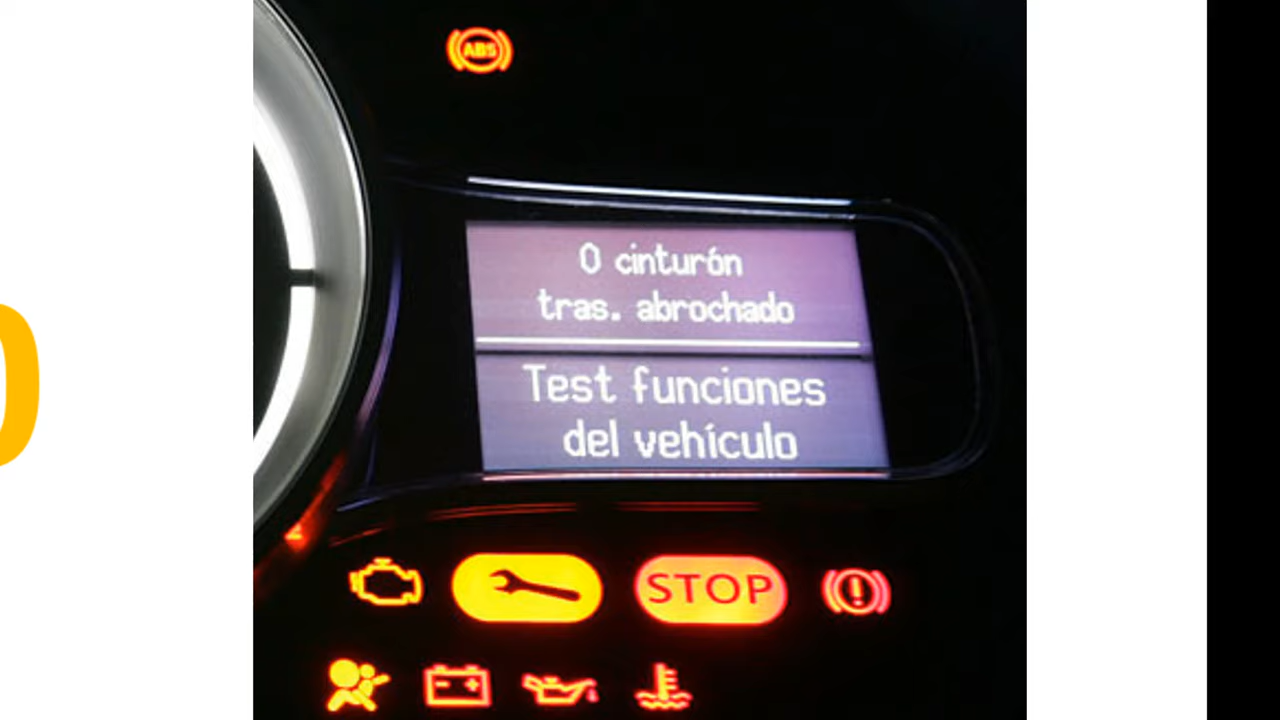 ABS
0 cinturón
tras. abrochado
Test funciones
del vehículo
STOP